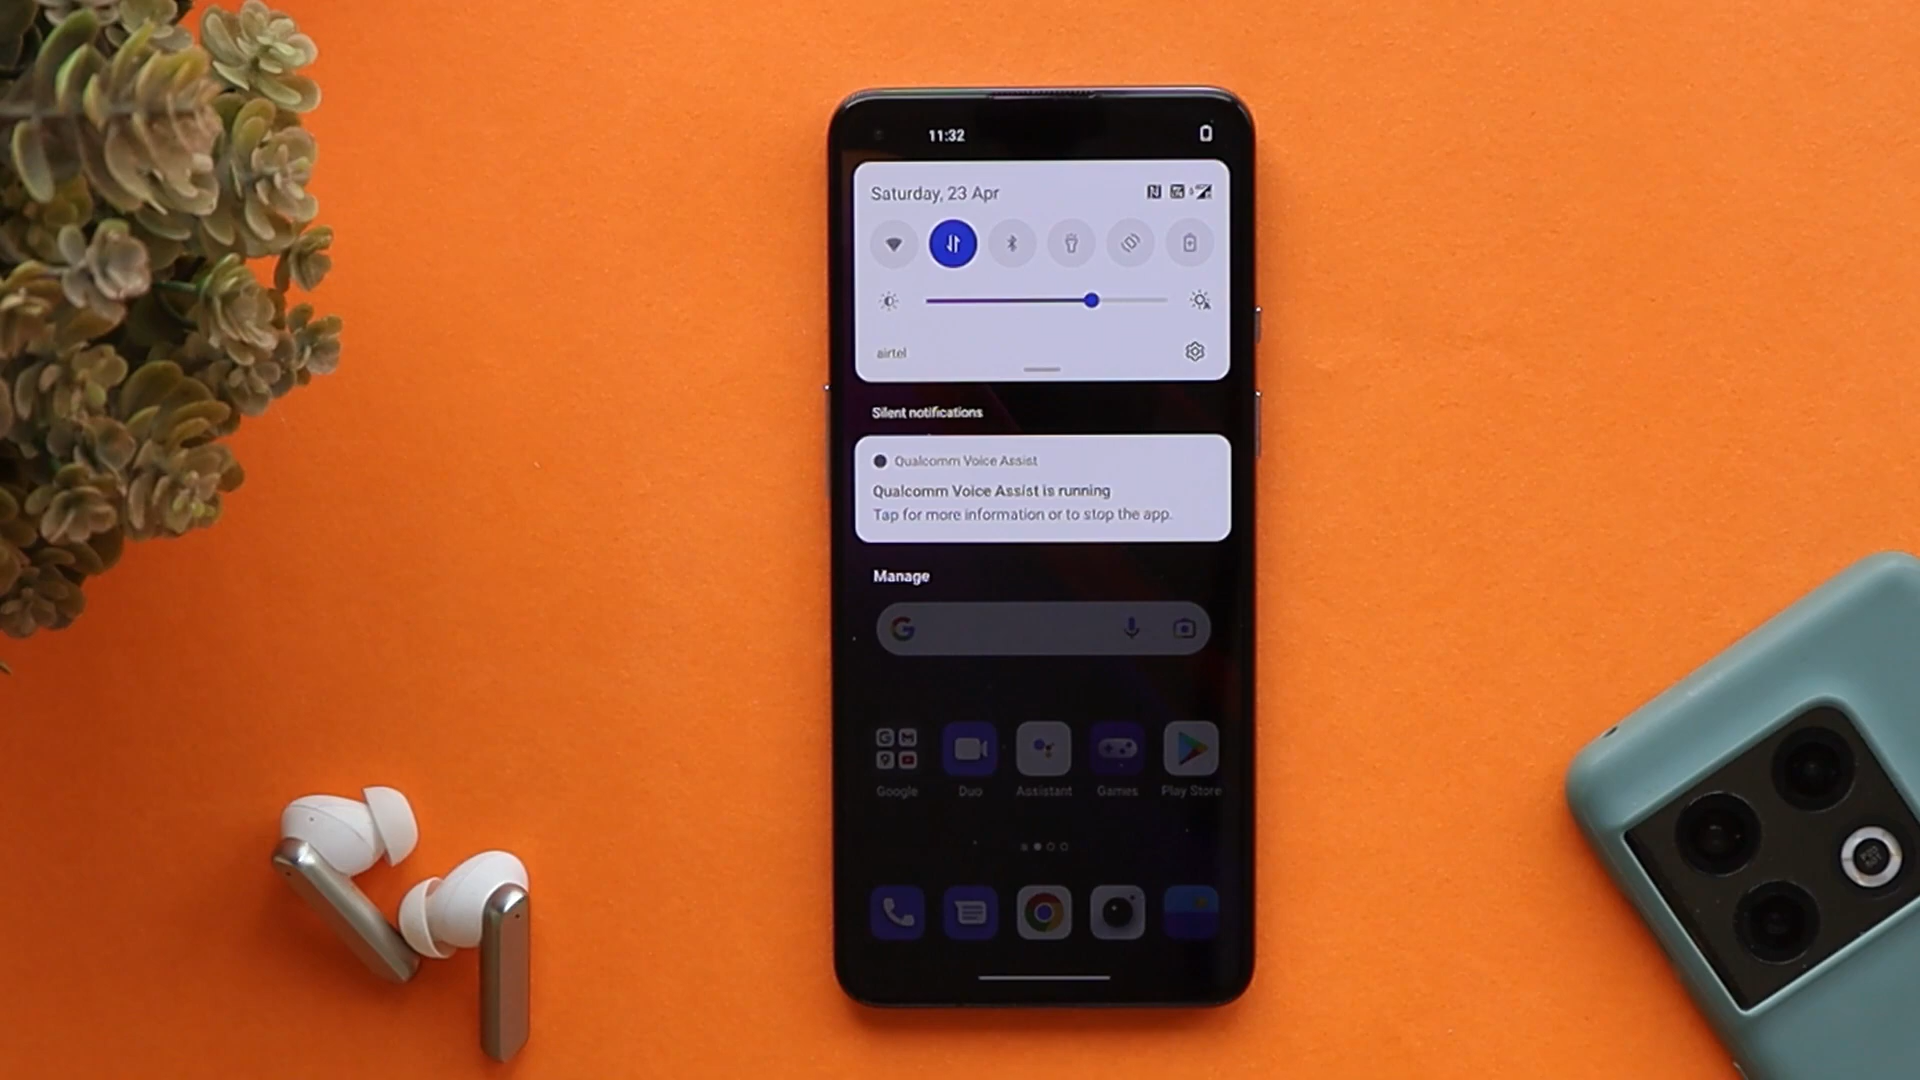 11:32
Saturday, 23 Apr
airtel
Silent notifications
Qualcomm Voice Assist
Qualcomm Voice Assist is running
Tap for more information or to stop the app.
Manage
Google
Duo
Assistant
Games
Play Store